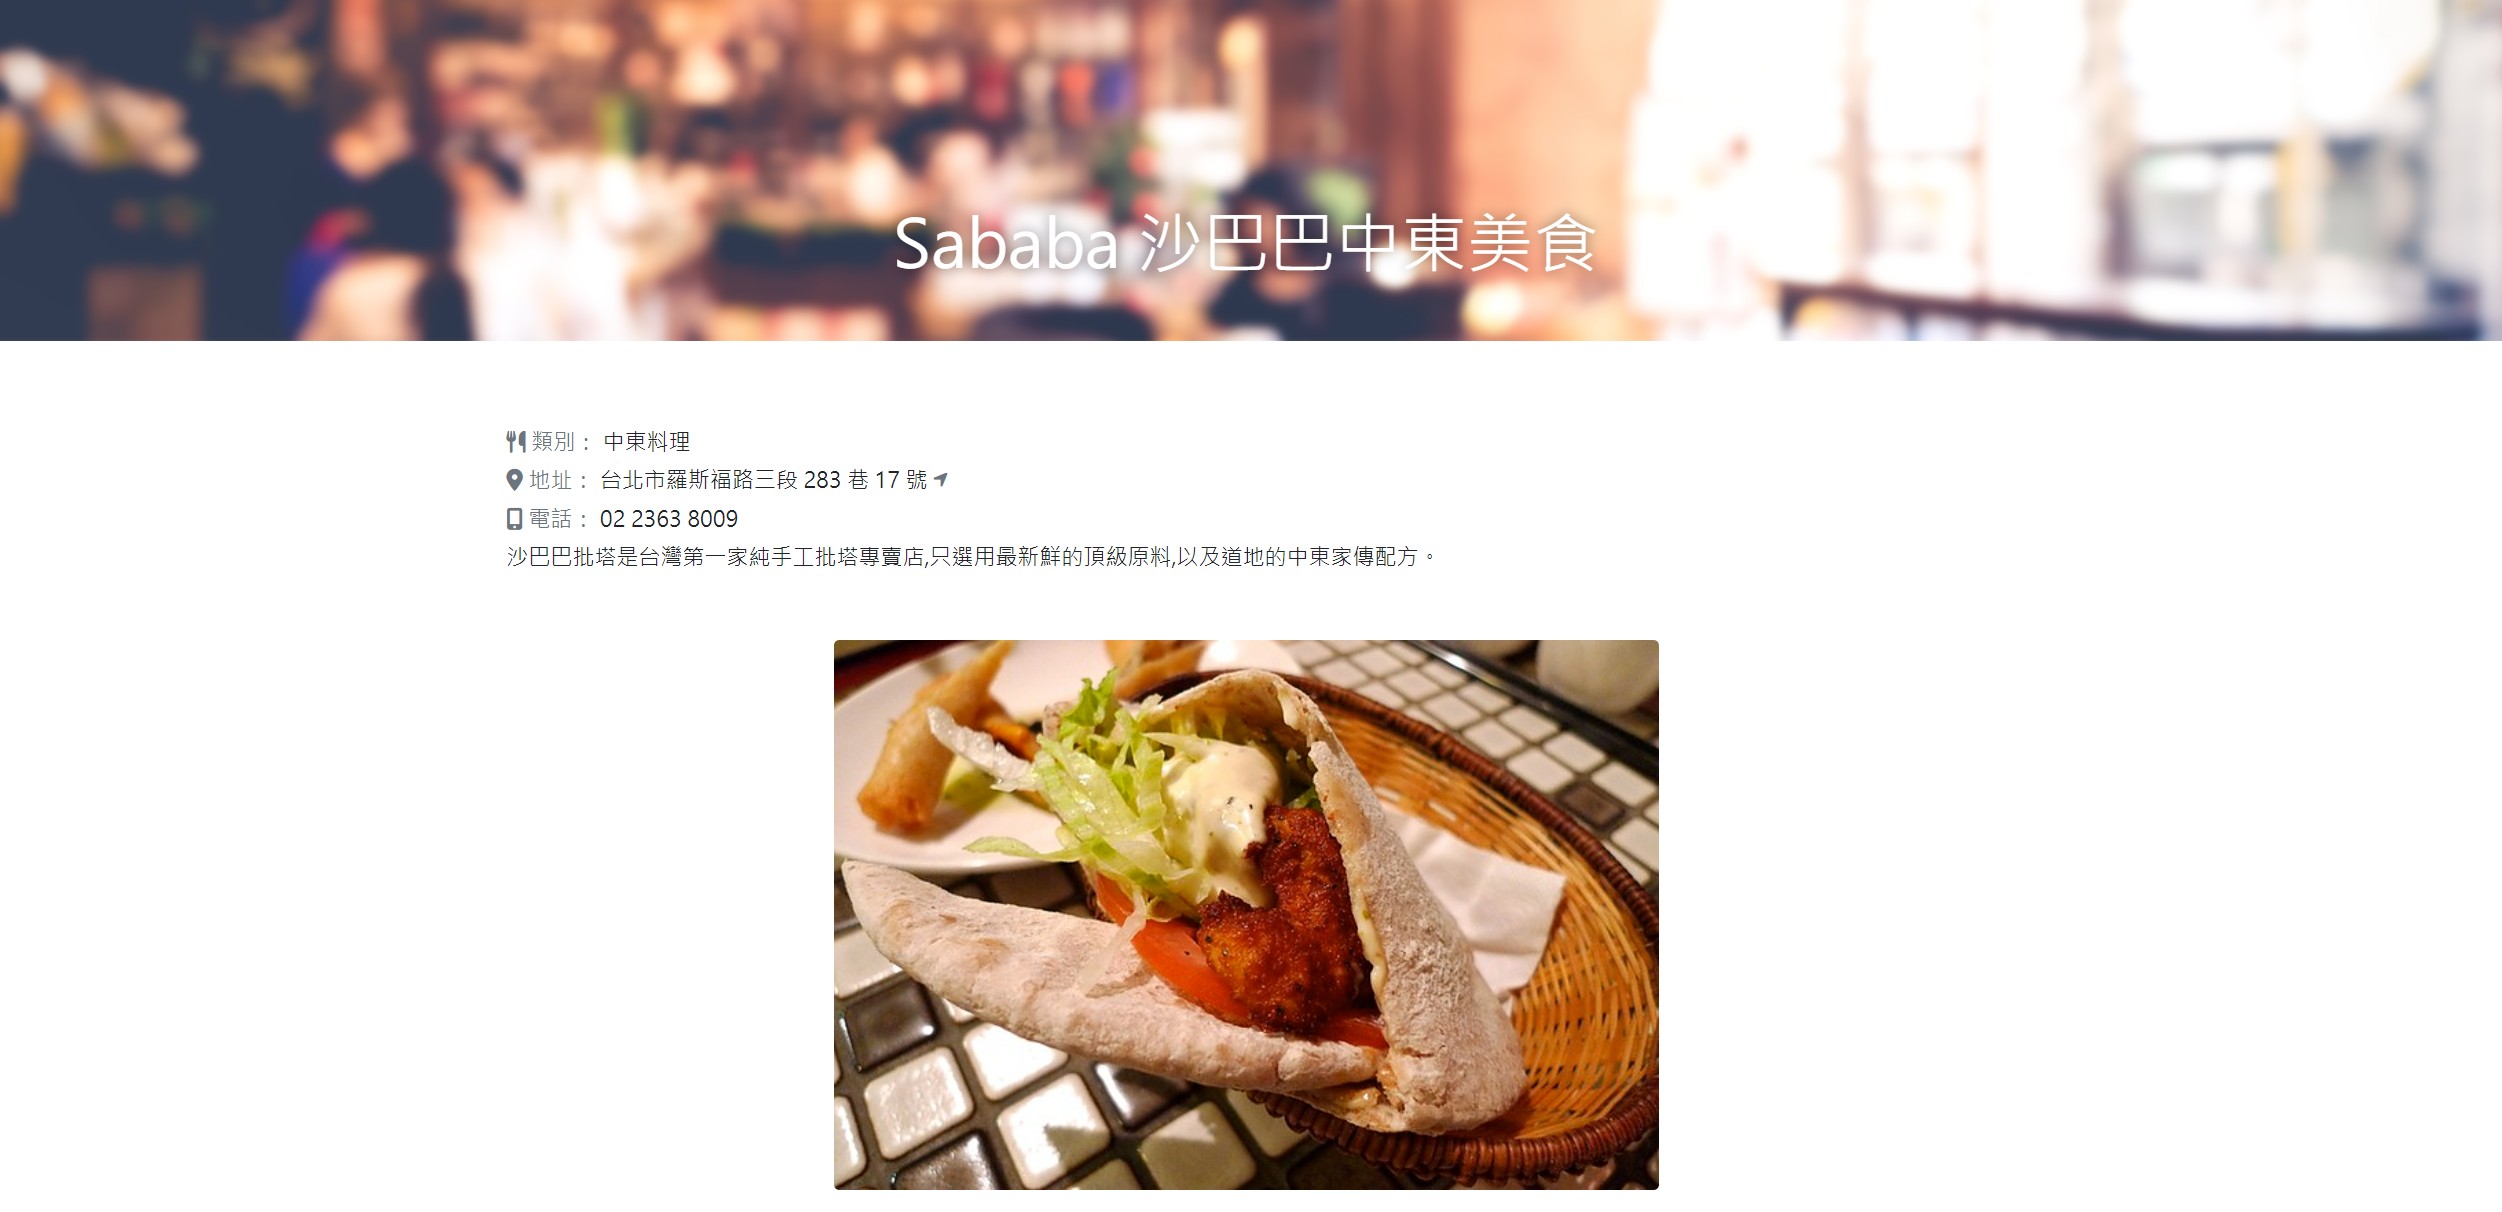 Sababa 沙巴巴中東美食
類別： 中東料理
地址： 台北市羅斯福路三段 283 巷 17 號
電話： 02 2363 8009
沙巴巴批塔是台灣第一家純手工批塔專賣店,只選用最新鮮的頂級原料,以及道地的中東家傳配方。